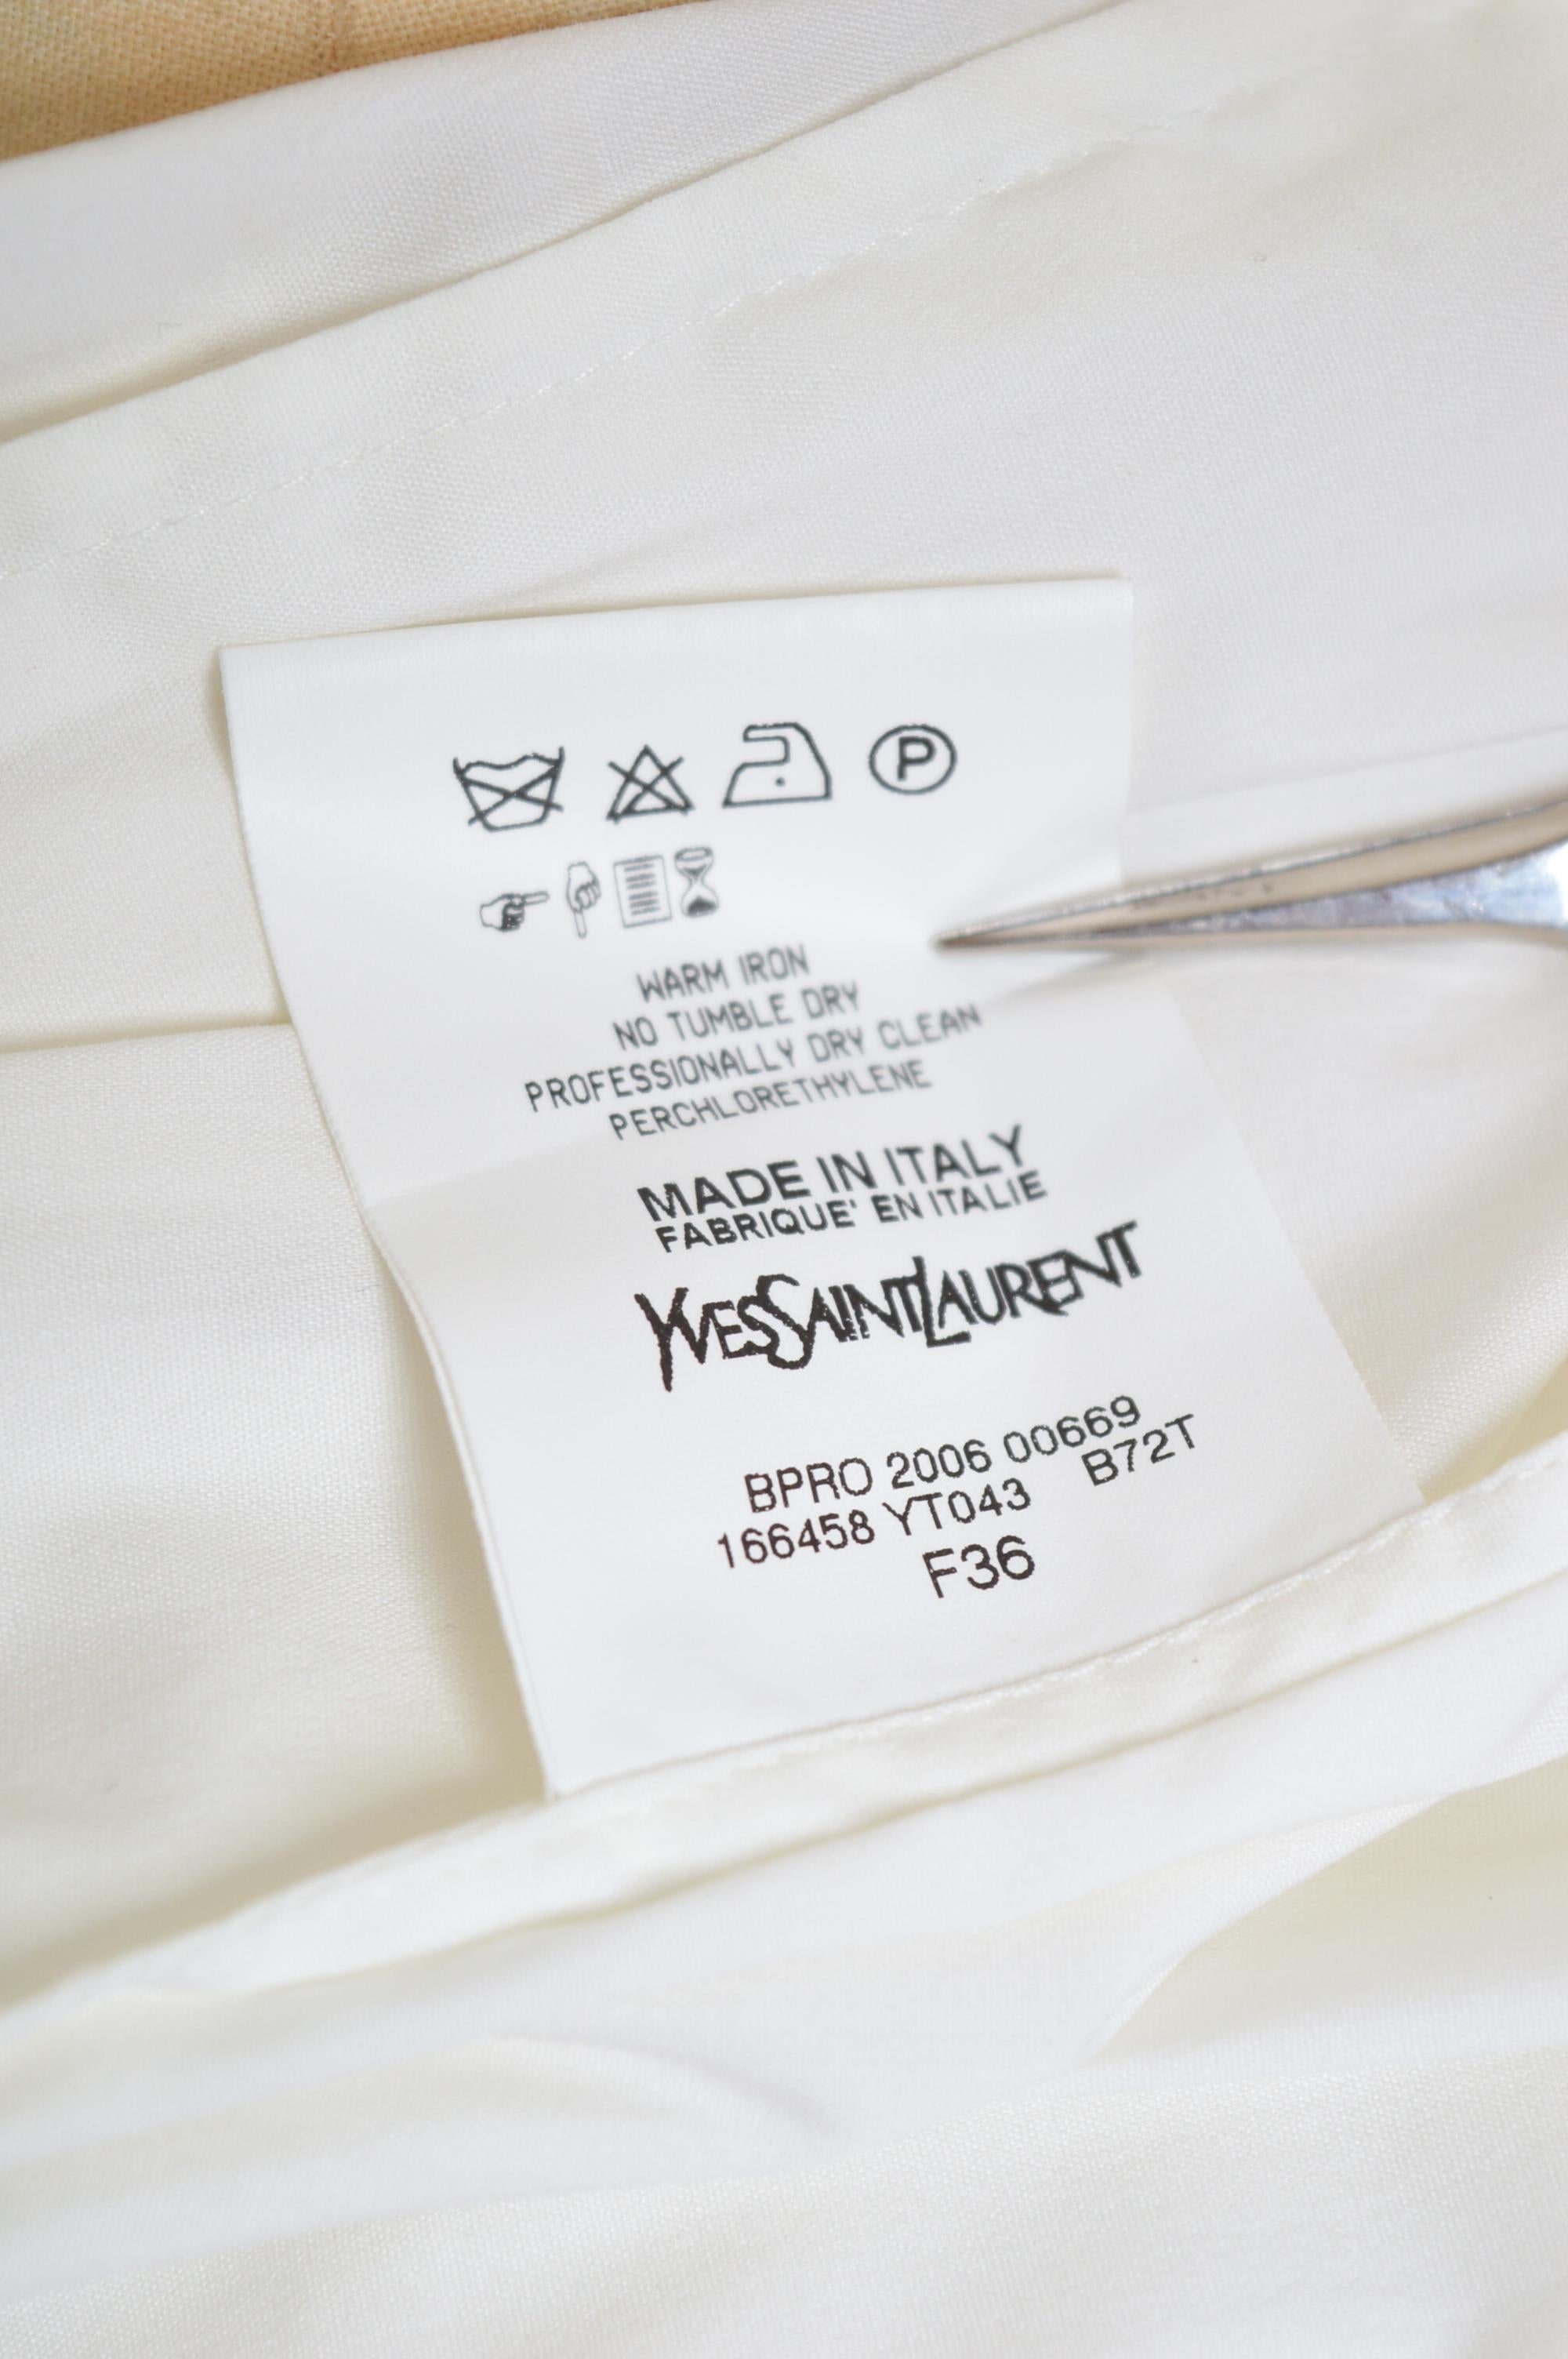 P
WARM IRON
NO TUMBLE DRY
PROFESSIONALLY DRY CLEAN
PERCHLORETHYLENE
MADE IN ITALY
FABRIQUE' EN ITALIE
YVESSAINTLAURENT
BPRO 2006 00669
166458 YT043 B72T
F36